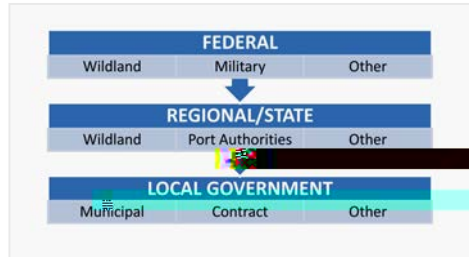 FEDERAL
Wildland Military Other
REGIONAL/STATE
Wildland Port Authorities Other
LOCAL GOVERNMENT
Municipal Contract Other